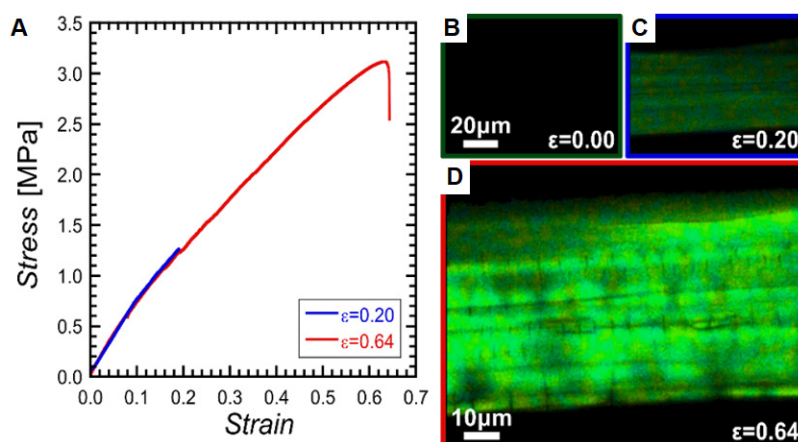 A
3.5
3.0
2.5
2.0
1.5
1.0
0.5
0.0
Stress [MPa]
0.0 0.1 0.2 0.3 0.4 0.5 0.6 0.7
Strain
ε=0.20
ε=0.64
B
20µm
ε=0.00
C
ε=0.20
D
10µm
ε=0.64